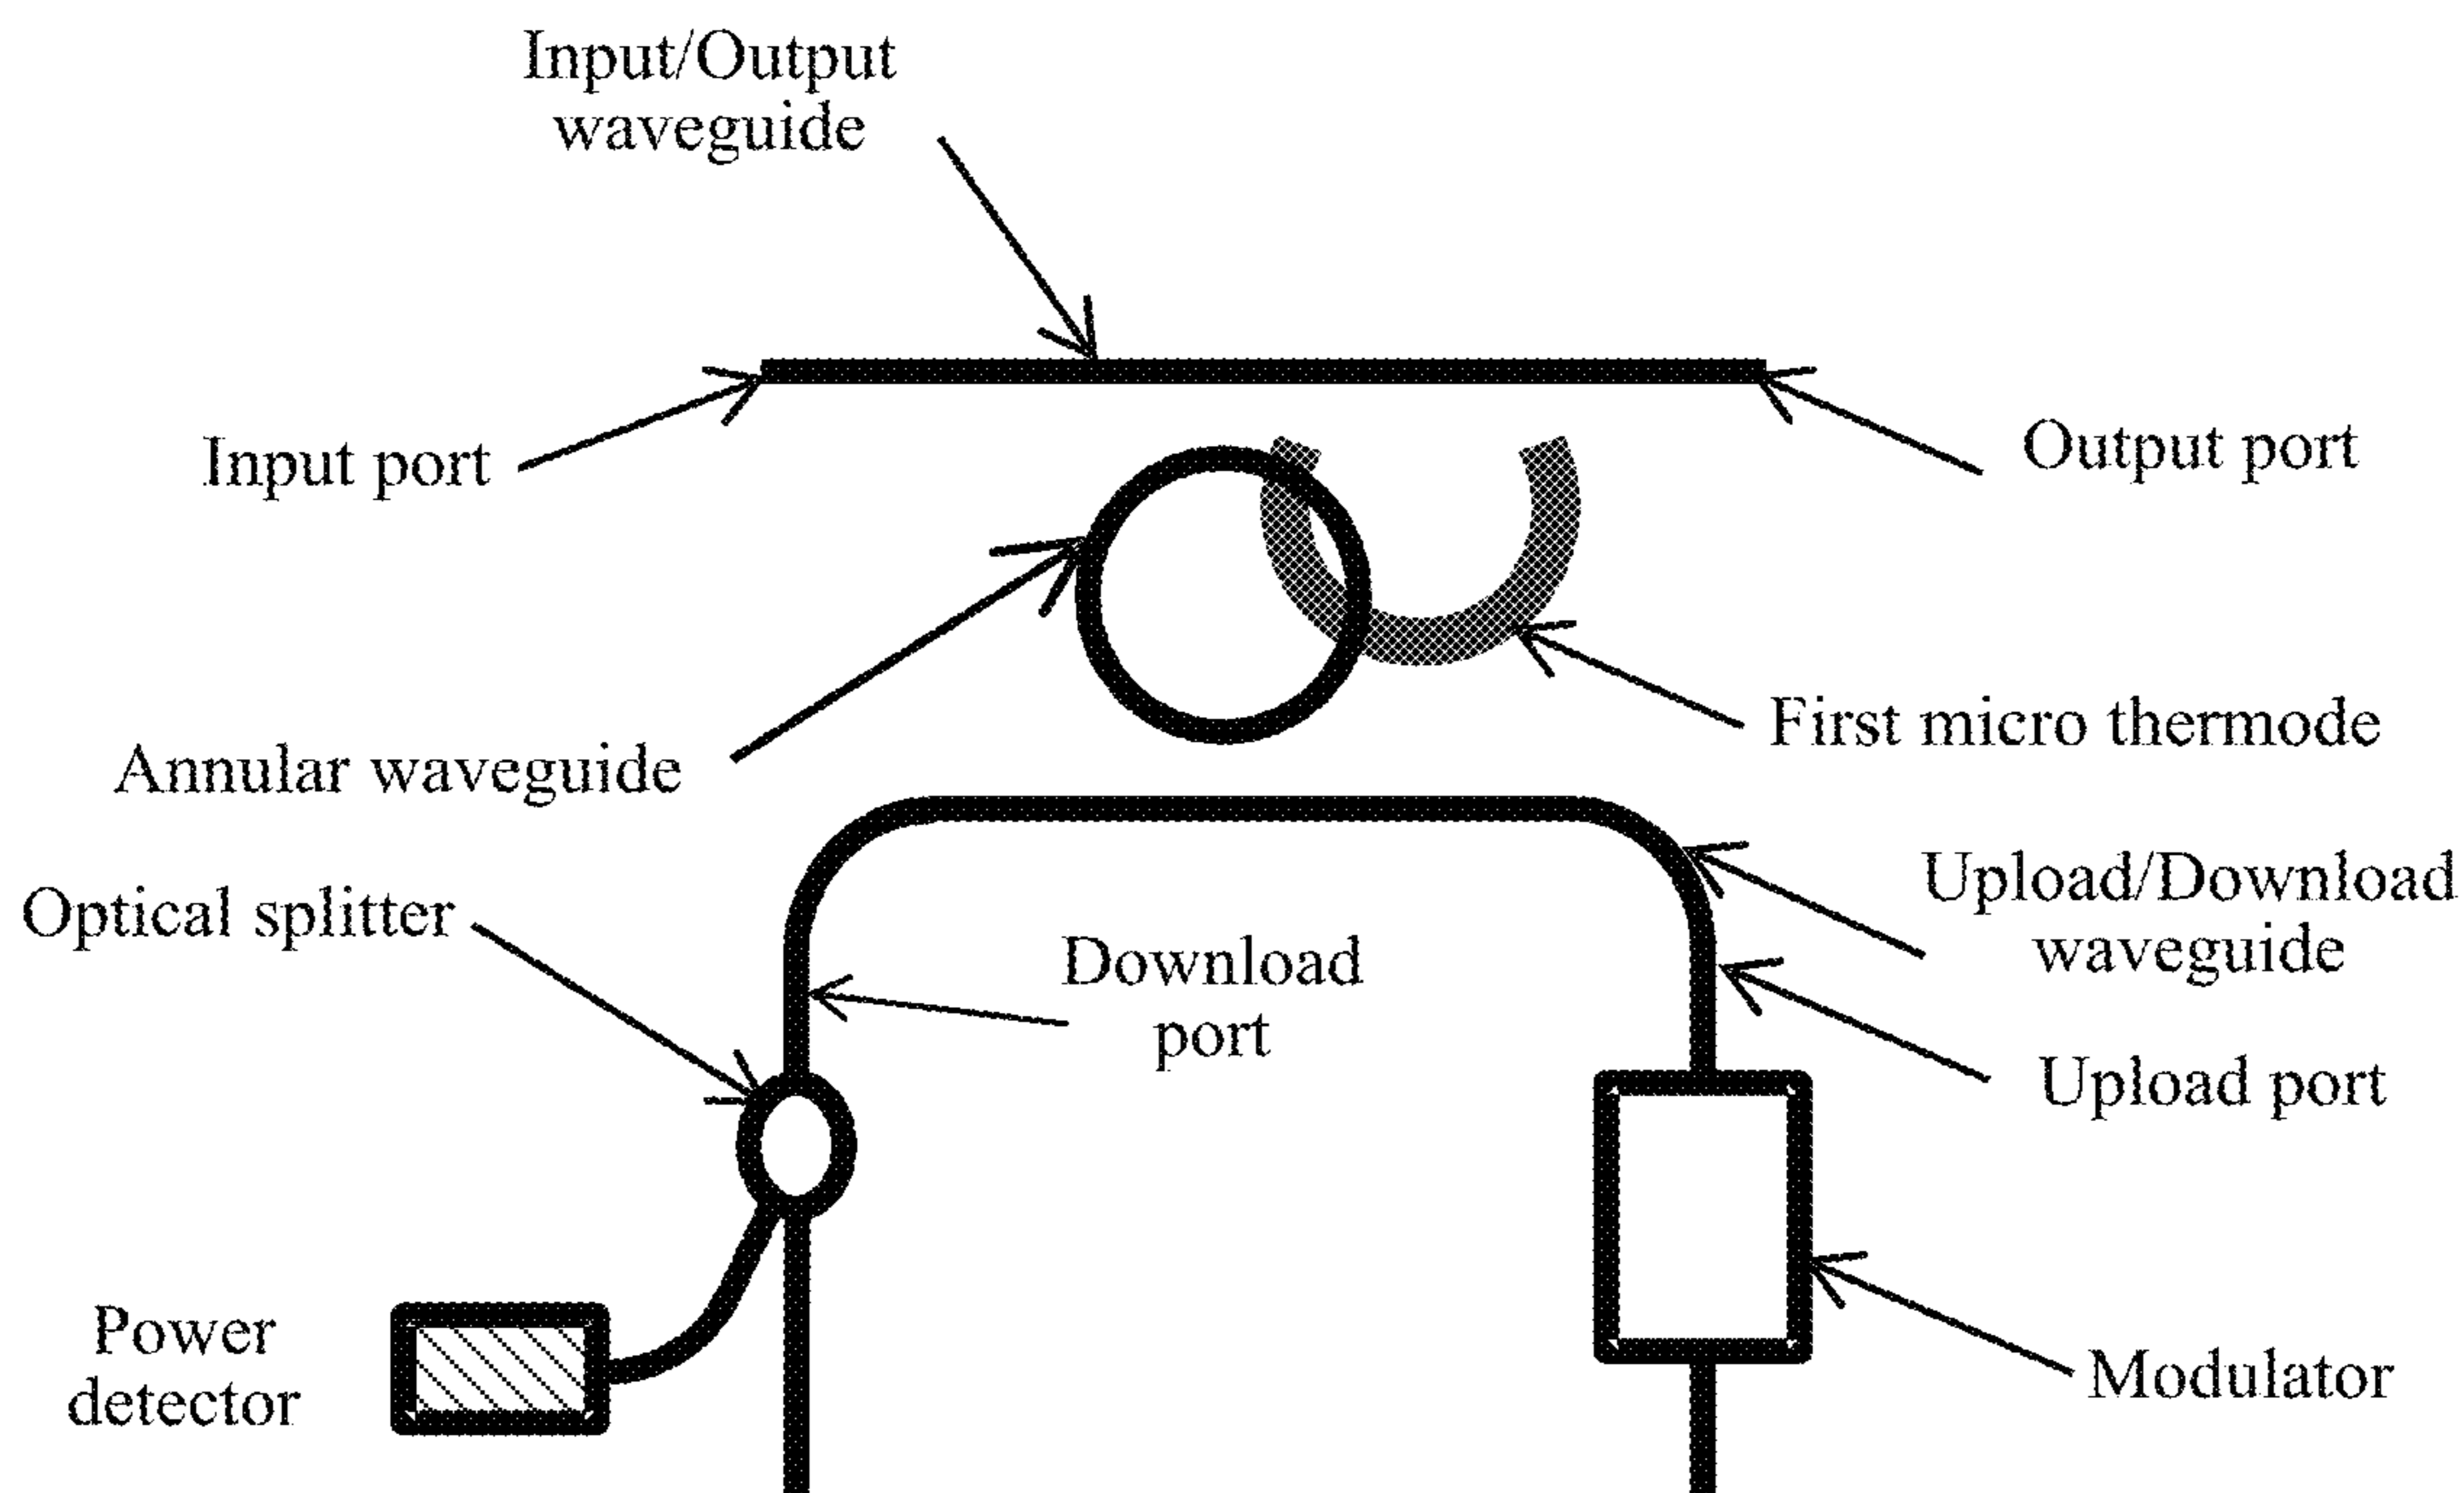 Input/Output
waveguide
Input port
Output port
First micro thermode
Annular waveguide
Optical splitter
Download
port
Upload/Download
waveguide
Upload port
Power
detector
Modulator